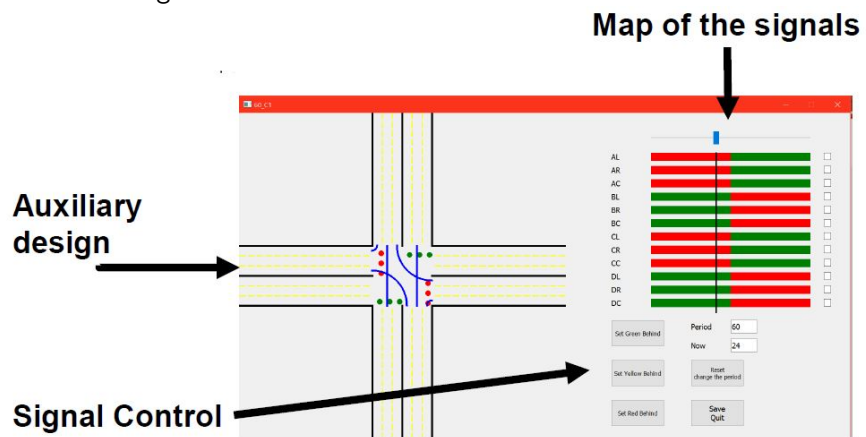 Map of the signals
AL
AR
AC
BL
BR
BC
CL
CR
CC
DL
DR
DC
Auxiliary
design
Set Green Behind
Period 60
Now 24
Set Yellow Behind
Reset
change the period
Signal Control
Set Red Behind
Save
Quit